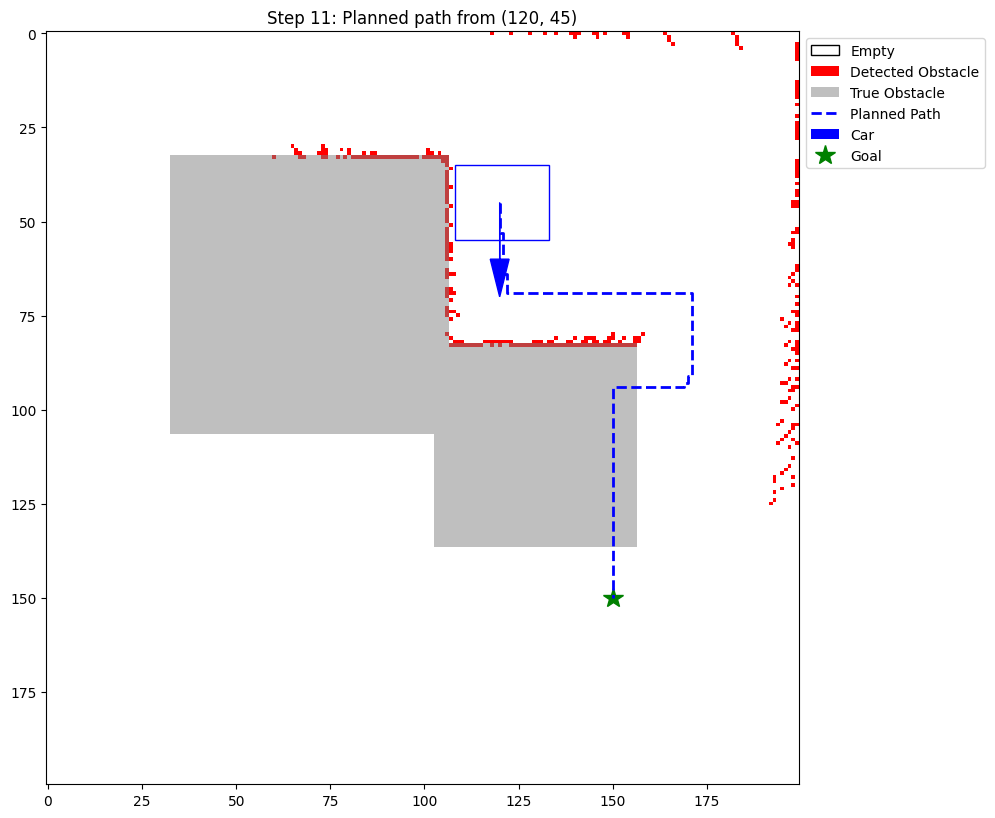 Step 11: Planned path from (120, 45)
Empty
Detected Obstacle
True Obstacle
Planned Path
Car
Goal
0
25
50
75
100
125
150
175
0 25 50 75 100 125 150 175